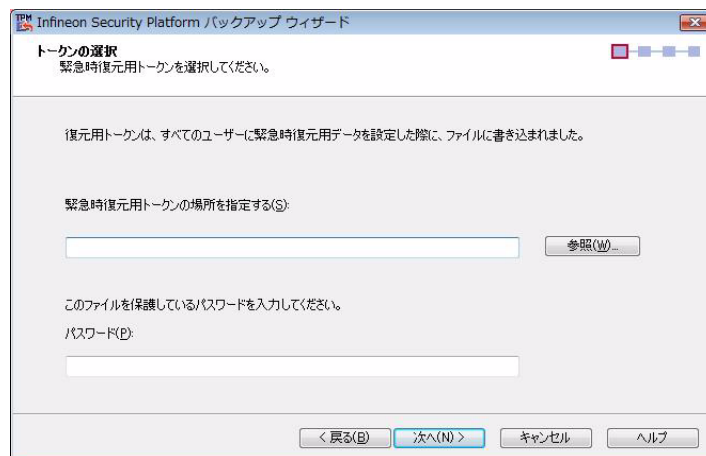 TPM Infineon Security Platform バックアップ ウィザード
トークンの選択
緊急時復元用トークンを選択してください。
復元用トークンは、すべてのユーザーに緊急時復元用データを設定した際に、ファイルに書き込まれました。
緊急時復元用トークンの場所を指定する(S):
参照(W)...
このファイルを保護しているパスワードを入力してください。
パスワード(P):
< 戻る(B) 次へ(N) > キャンセル ヘルプ